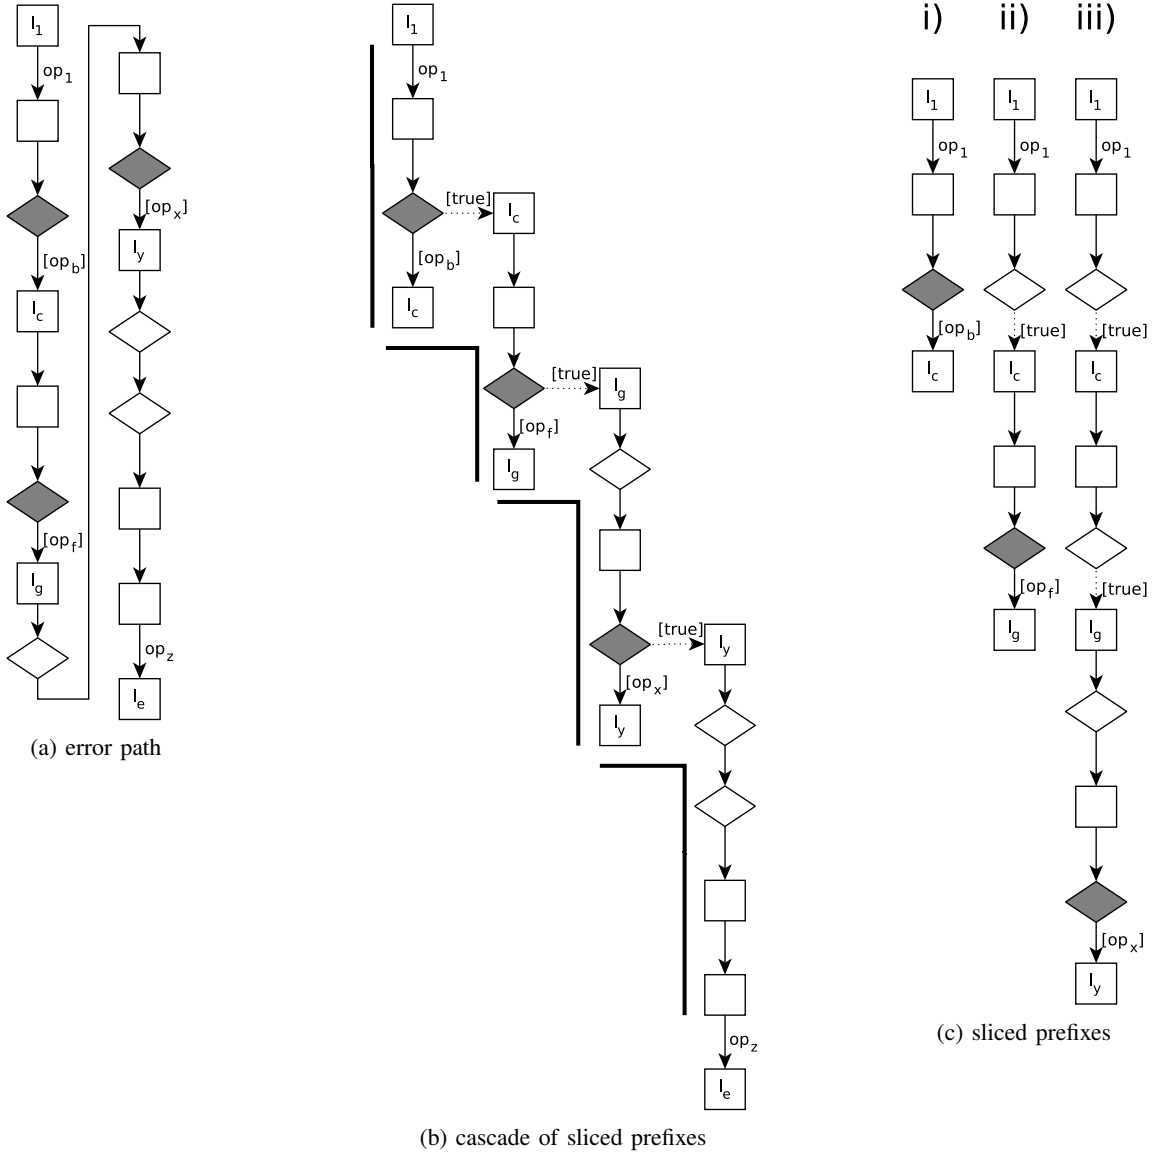 l1
op1
[opb]
lc
[opf]
lg
[opx]
ly
opz
le
(a) error path
l1
op1
[true]
lc
[opb]
lc
[true]
lg
[opf]
lg
[true]
ly
[opx]
ly
opz
le
(b) cascade of sliced prefixes
i) ii) iii)
l1 l1 l1
op1 op1 op1
[opb] [true] [true]
lc lc lc
[opf] [true]
lg lg
[opx]
ly
(c) sliced prefixes